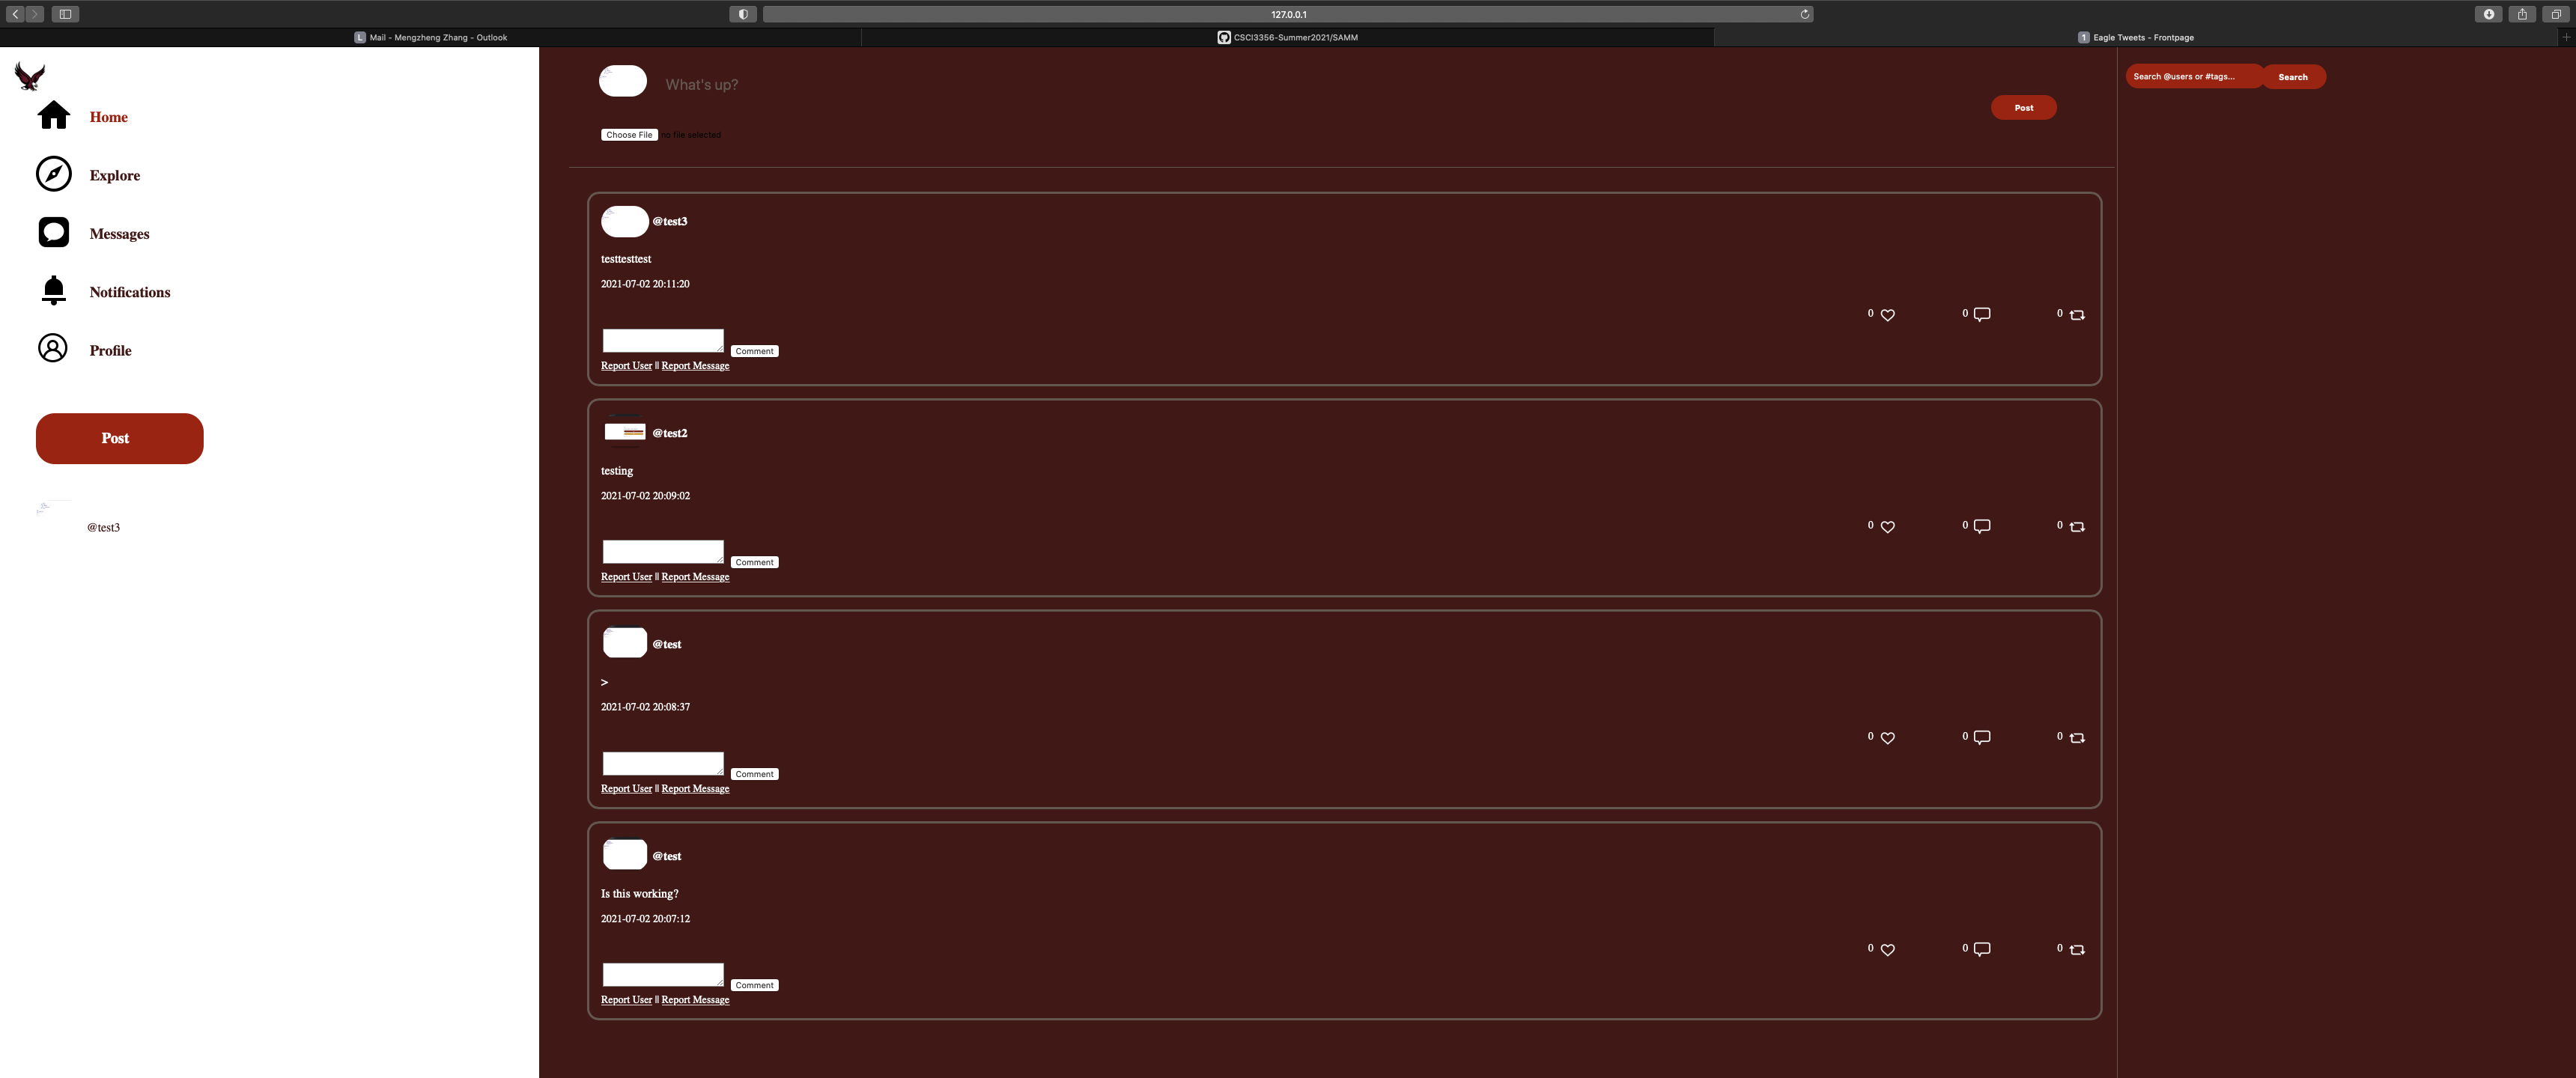 127.0.0.1
L Mail - Mengzheng Zhang - Outlook
CSCI3356-Summer2021/SAMM
1 Eagle Tweets - Frontpage
Home
Explore
Messages
Notifications
Profile
Post
@test3
What's up?
Post
Choose File no file selected
@test3
testtesttest
2021-07-02 20:11:20
0 0 0
Comment
Report User || Report Message
@test2
testing
2021-07-02 20:09:02
0 0 0
Comment
Report User || Report Message
@test
>
2021-07-02 20:08:37
0 0 0
Comment
Report User || Report Message
@test
Is this working?
2021-07-02 20:07:12
0 0 0
Comment
Report User || Report Message
Search @users or #tags... Search